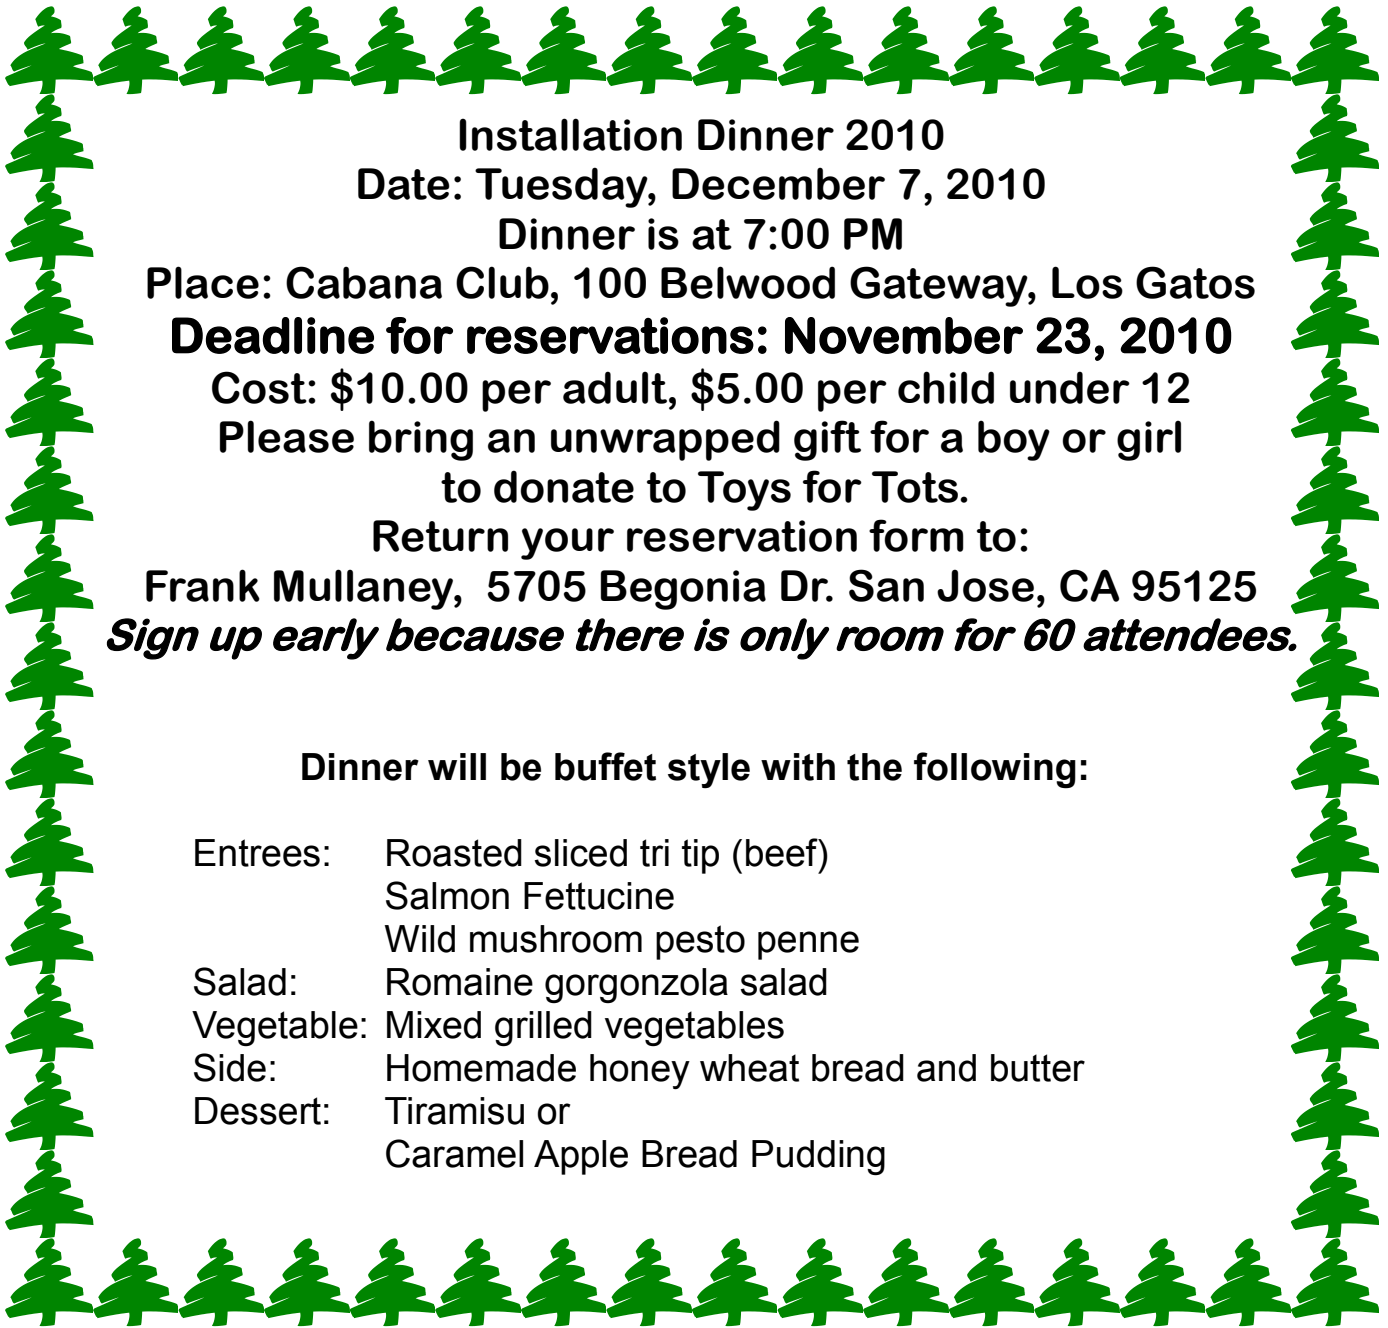 Installation Dinner 2010
Date: Tuesday, December 7, 2010
Dinner is at 7:00 PM
Place: Cabana Club, 100 Belwood Gateway, Los Gatos
Deadline for reservations: November 23, 2010
Cost: $10.00 per adult, $5.00 per child under 12
Please bring an unwrapped gift for a boy or girl
to donate to Toys for Tots.
Return your reservation form to:
Frank Mullaney, 5705 Begonia Dr. San Jose, CA 95125
Sign up early because there is only room for 60 attendees.
Dinner will be buffet style with the following:
Entrees: Roasted sliced tri tip (beef)
Salmon Fettucine
Wild mushroom pesto penne
Salad: Romaine gorgonzola salad
Vegetable: Mixed grilled vegetables
Side: Homemade honey wheat bread and butter
Dessert: Tiramisu or
Caramel Apple Bread Pudding